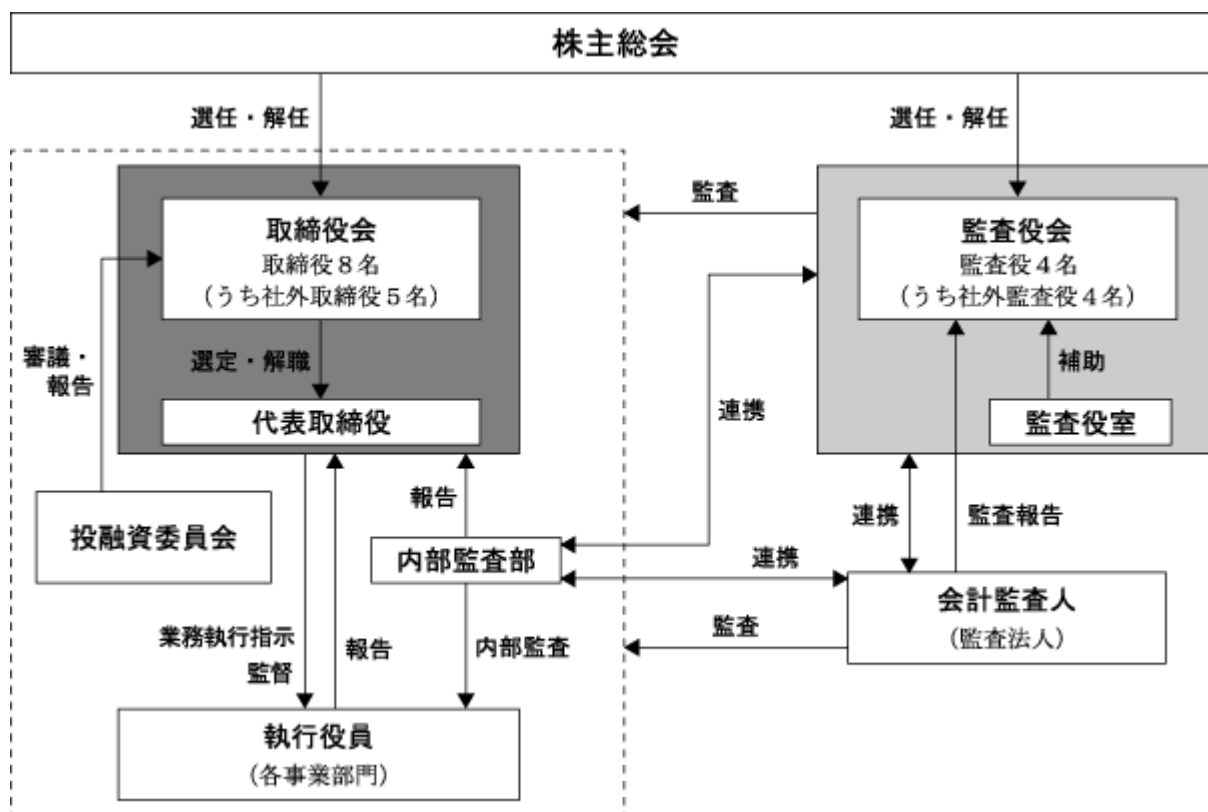 株主総会
選任・解任
選任・解任
監査
取締役会
取締役８名
（うち社外取締役５名）
監査役会
監査役４名
（うち社外監査役４名）
審議・
報告
選定・解職
連携
補助
代表取締役
監査役室
報告
連携
監査報告
投融資委員会
内部監査部
連携
会計監査人
（監査法人）
業務執行指示
監督
報告
内部監査
監査
執行役員
（各事業部門）